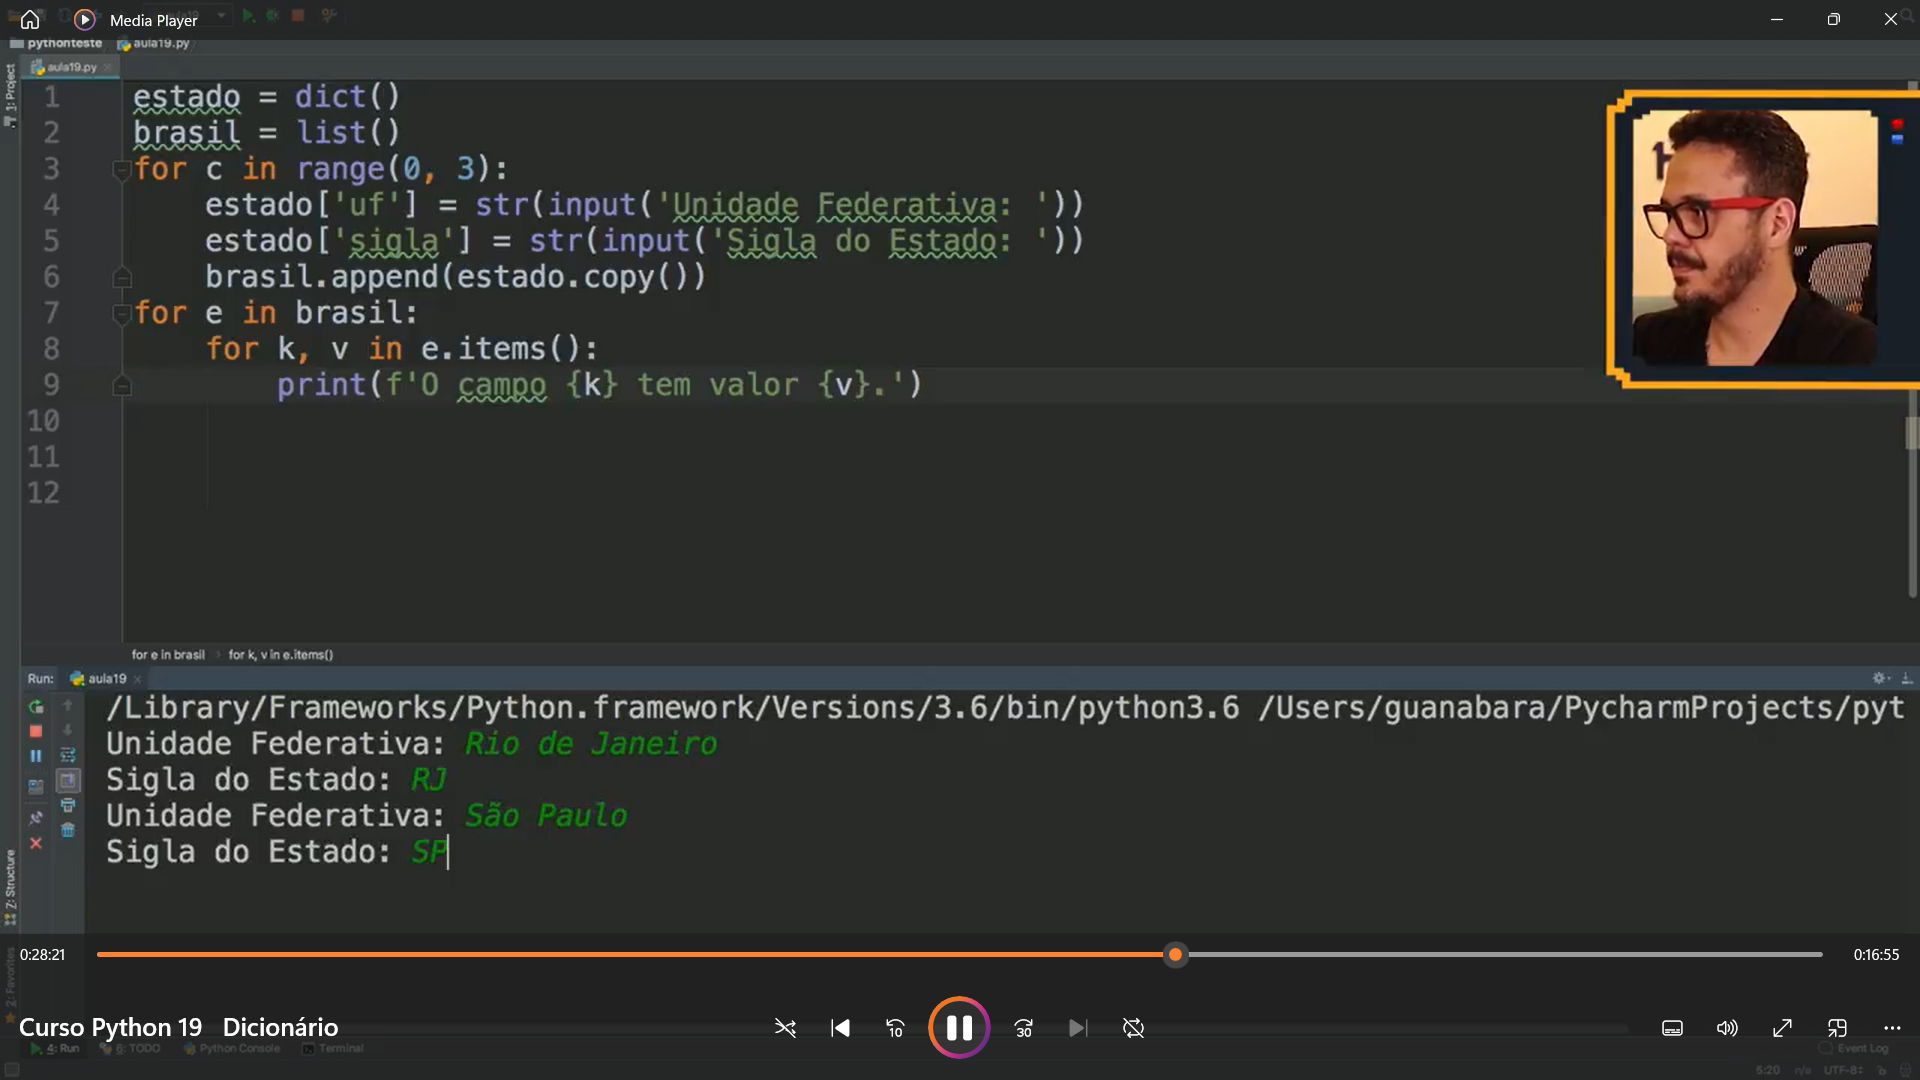 Media Player
pythonteste aula19.py
aula19.py
1: Project
1 estado = dict()
2 brasil = list()
3 for c in range(0, 3):
4 estado['uf'] = str(input('Unidade Federativa: '))
5 estado['sigla'] = str(input('Sigla do Estado: '))
6 brasil.append(estado.copy())
7 for e in brasil:
8 for k, v in e.items():
9 print(f'O campo {k} tem valor {v}.')
10
11
12
for e in brasil › for k, v in e.items()
Run: aula19
/Library/Frameworks/Python.framework/Versions/3.6/bin/python3.6 /Users/guanabara/PycharmProjects/pyt
Unidade Federativa: Rio de Janeiro
Sigla do Estado: RJ
Unidade Federativa: São Paulo
Sigla do Estado: SP
Z: Structure
2: Favorites
0:28:21 0:16:55
Curso Python 19 Dicionário
10
30
4: Run 6: TODO Python Console Terminal
Event Log
5:20 n/a UTF-8